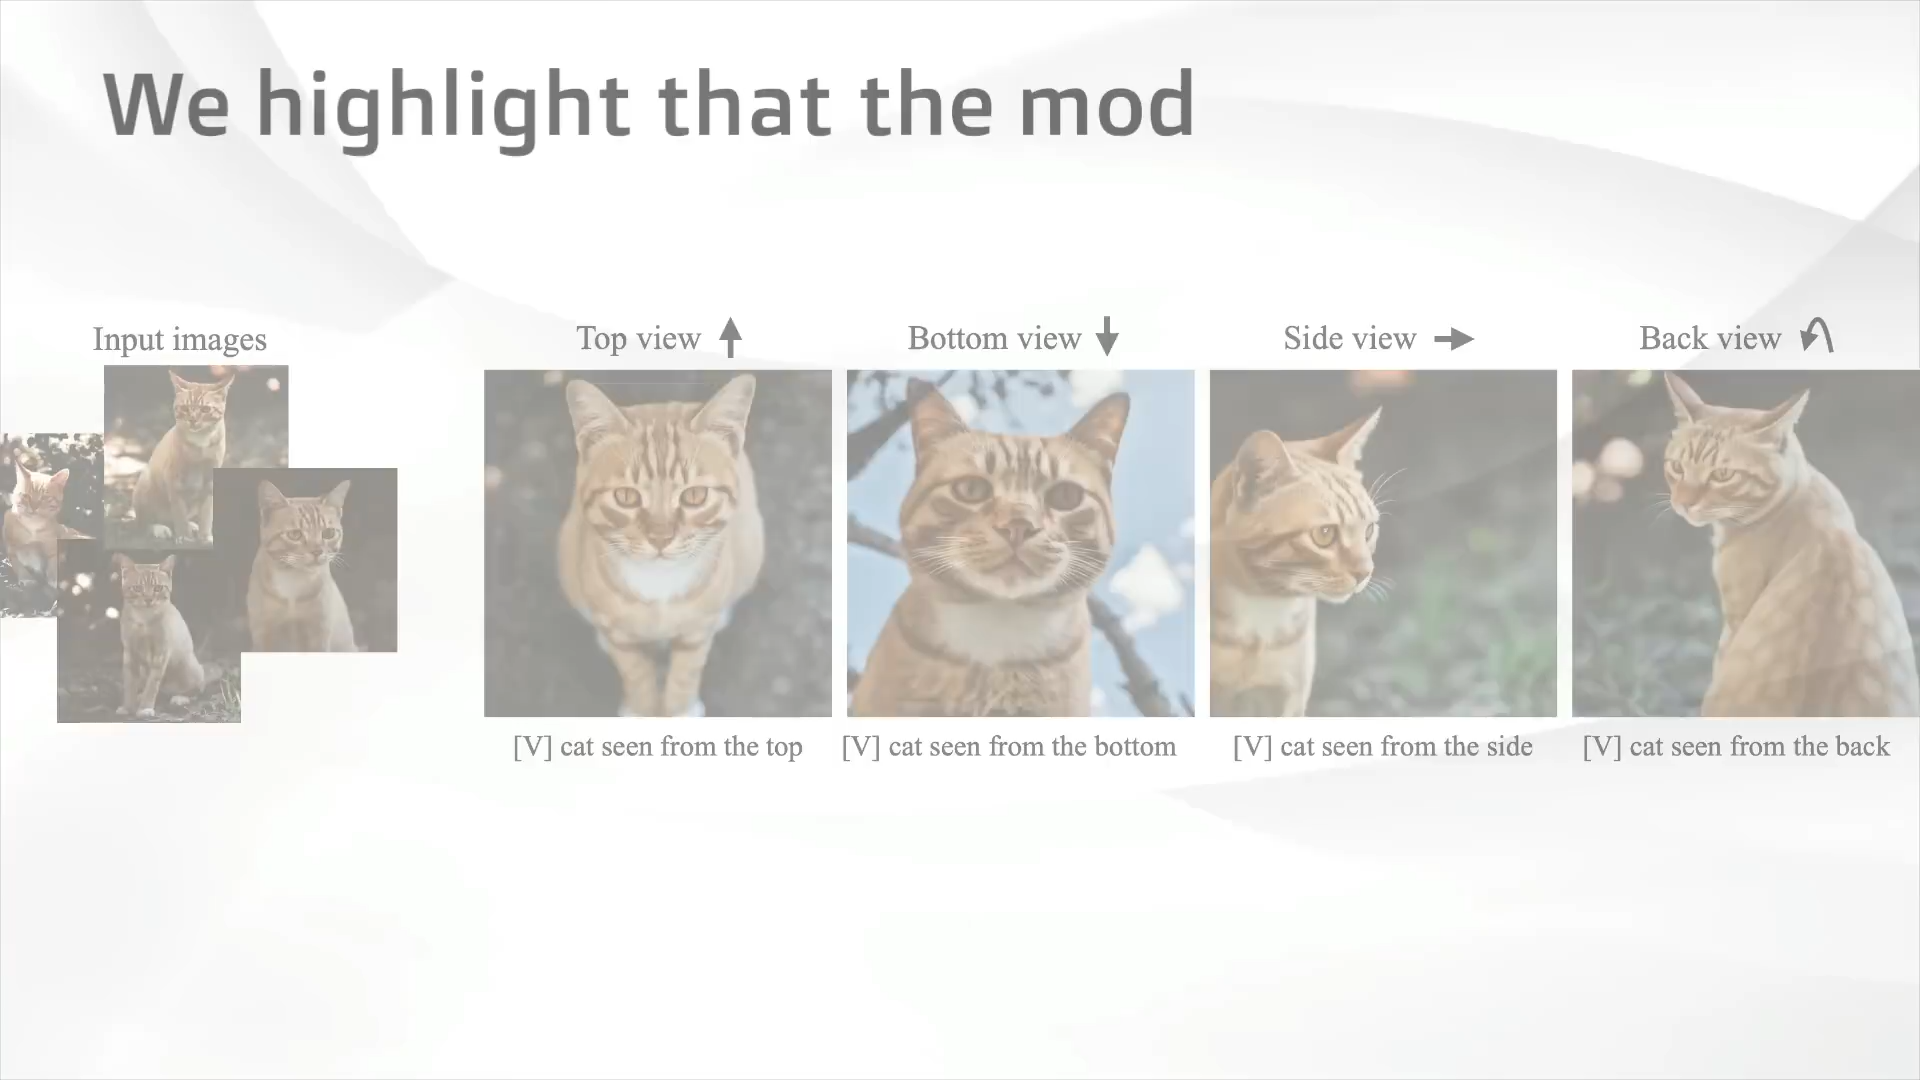 We highlight that the mod
Input images
Top view
Bottom view
Side view
Back view
[V] cat seen from the top
[V] cat seen from the bottom
[V] cat seen from the side
[V] cat seen from the back